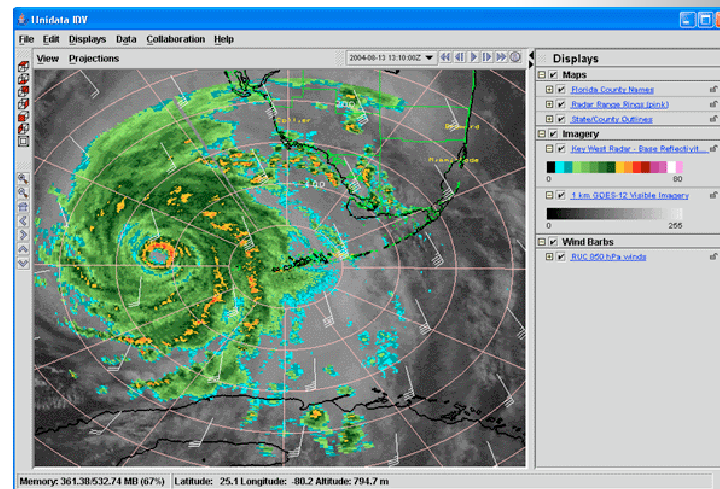 Unidata IDV
File Edit Displays Data Collaboration Help
View Projections
2004-08-13 13:10:00Z
Displays
Maps
Florida County Names
Radar Range Rings (pink)
State/County Outlines
Imagery
Key West Radar - Base Reflectivit...
0 80
1 km GOES-12 Visible Imagery
0 255
Wind Barbs
RUC 850 hPa winds
Collier
Memory: 361.38/532.74 MB (67%) Latitude: 25.1 Longitude: -80.2 Altitude: 794.7 m